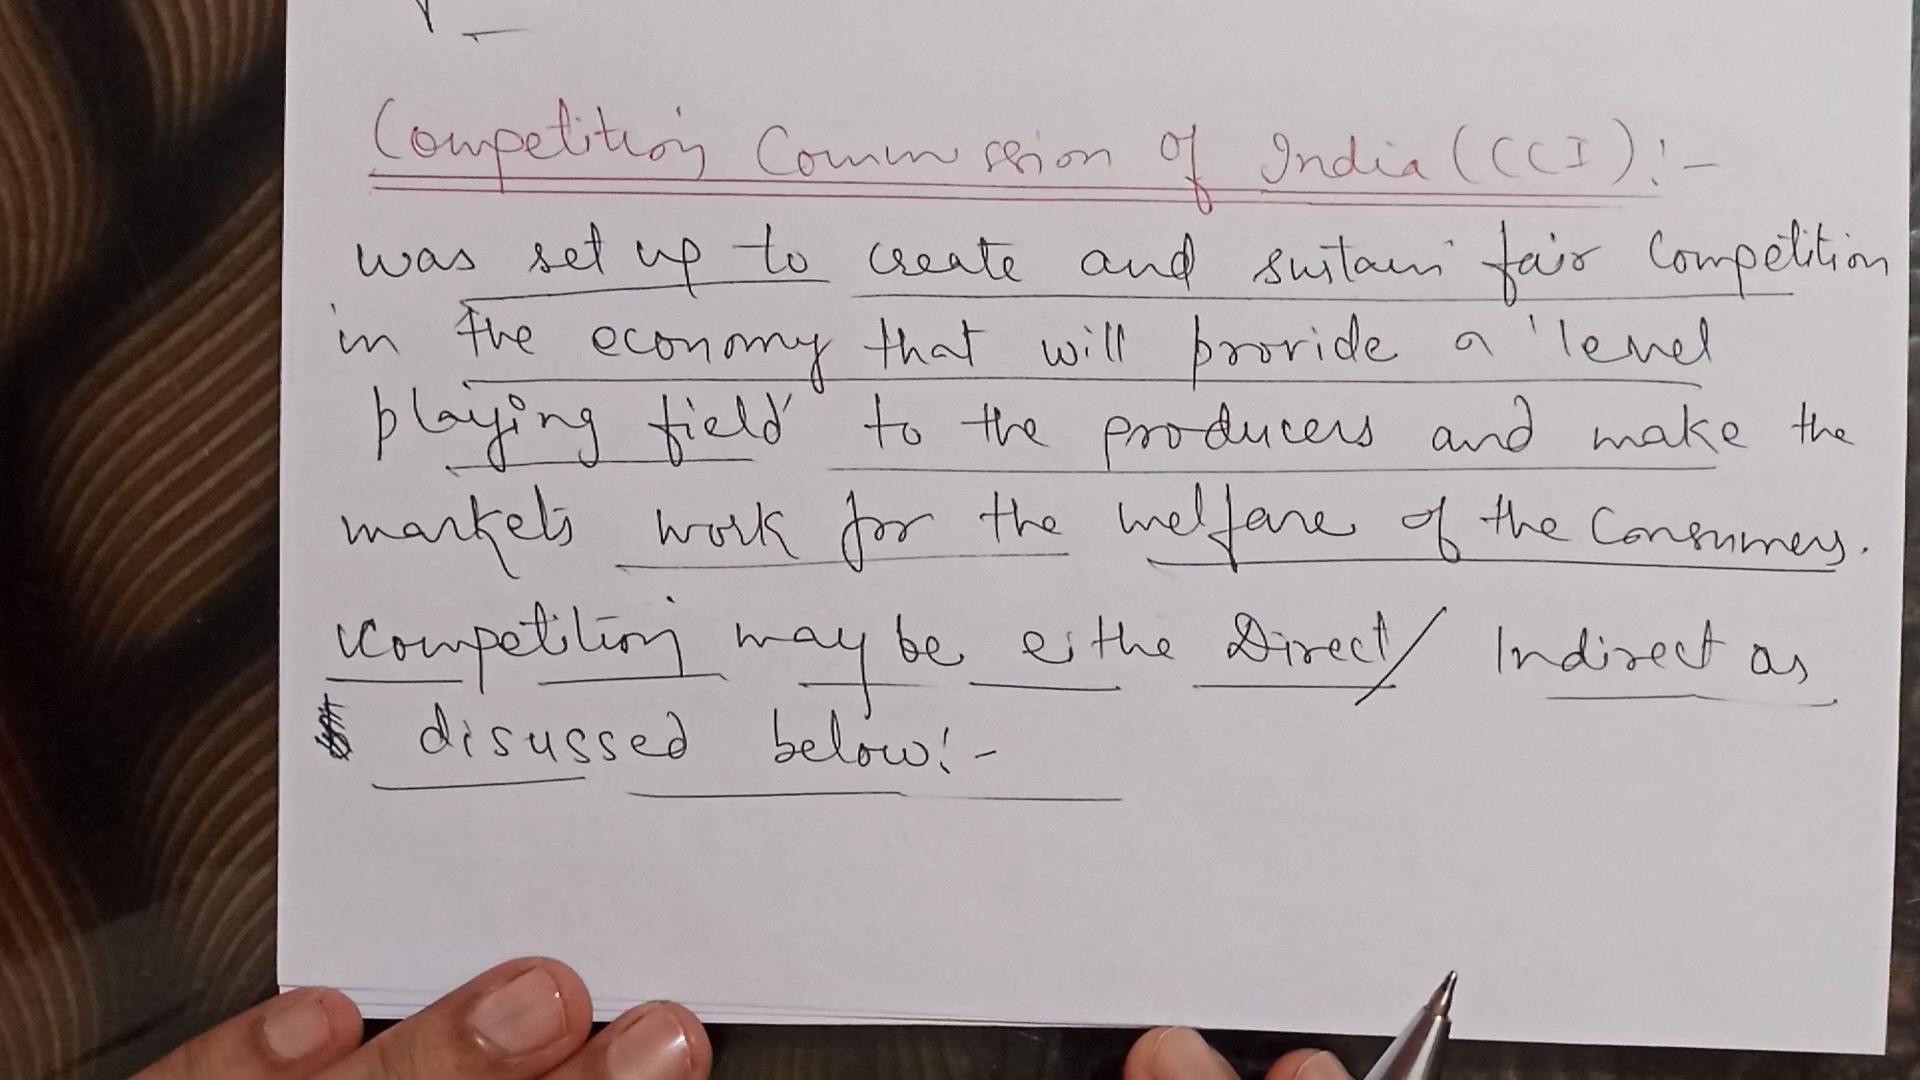 Competition Commission of India (CCI):-
was set up to create and sustain fair Competition
in the economy that will provide a 'level
playing field' to the producers and make the
markets work for the welfare of the Consumers.
Competition may be eithe Direct/ Indirect as
disussed below:-